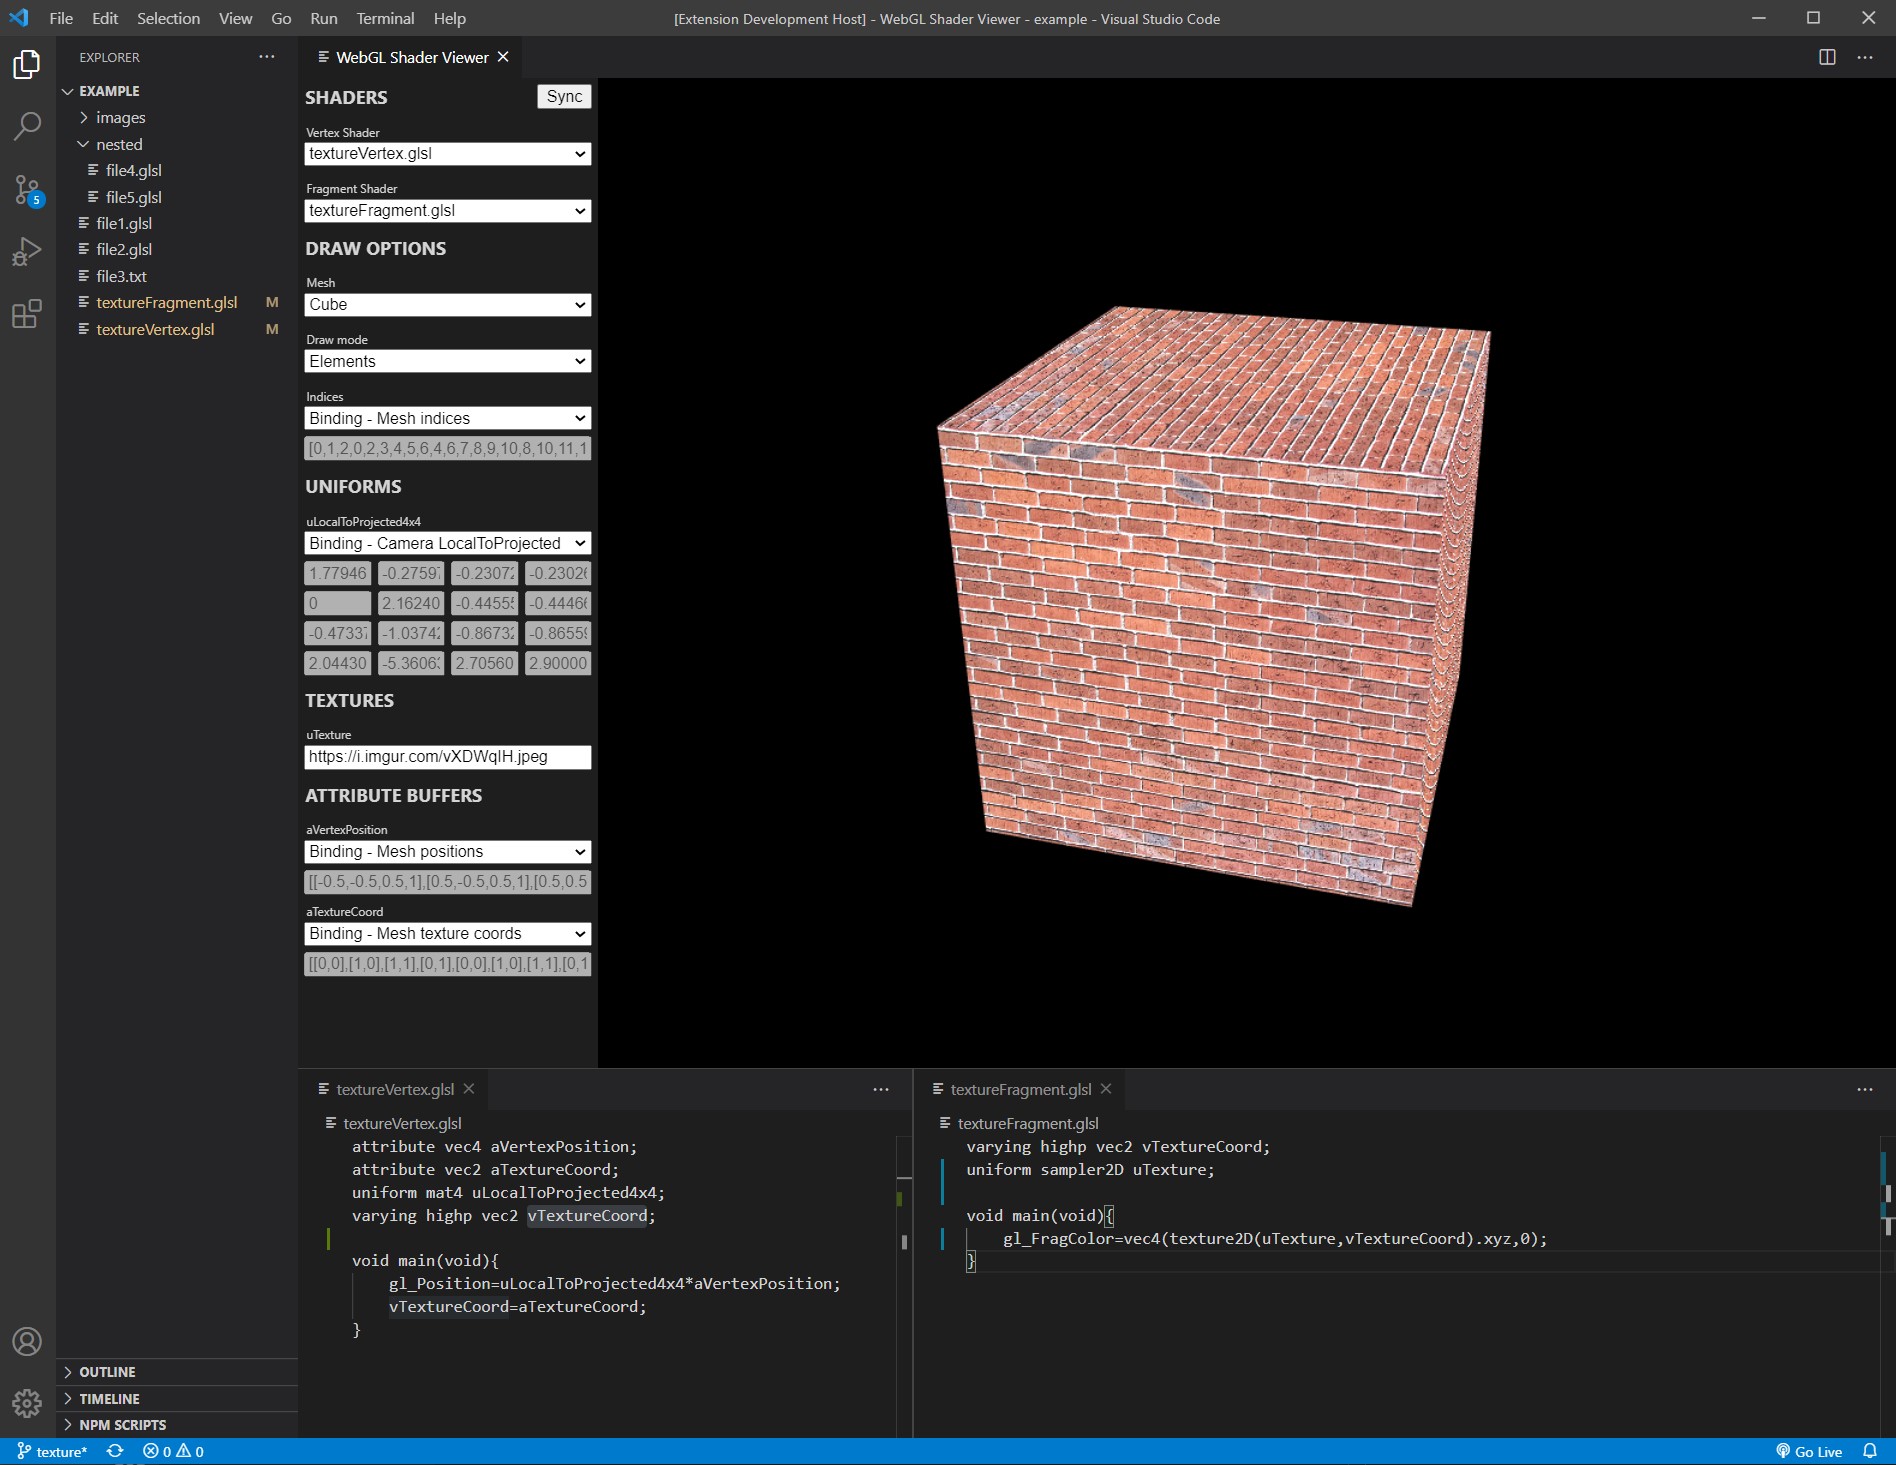 File Edit Selection View Go Run Terminal Help
[Extension Development Host] - WebGL Shader Viewer - example - Visual Studio Code
EXPLORER
EXAMPLE
images
nested
file4.glsl
file5.glsl
file1.glsl
file2.glsl
file3.txt
textureFragment.glsl M
textureVertex.glsl M
5
OUTLINE
TIMELINE
NPM SCRIPTS
WebGL Shader Viewer
SHADERS
Sync
Vertex Shader
textureVertex.glsl
Fragment Shader
textureFragment.glsl
DRAW OPTIONS
Mesh
Cube
Draw mode
Elements
Indices
Binding - Mesh indices
[0,1,2,0,2,3,4,5,6,4,6,7,8,9,10,8,10,11,1
UNIFORMS
uLocalToProjected4x4
Binding - Camera LocalToProjected
1.77946 -0.2759 -0.23072 -0.2302
0 2.16240 -0.4455 -0.4446
-0.4733 -1.0374 -0.8673 -0.8655
2.04430 -5.3606 2.70560 2.90000
TEXTURES
uTexture
https://i.imgur.com/vXDWqIH.jpeg
ATTRIBUTE BUFFERS
aVertexPosition
Binding - Mesh positions
[[-0.5,-0.5,0.5,1],[0.5,-0.5,0.5,1],[0.5,0.5
aTextureCoord
Binding - Mesh texture coords
[[0,0],[1,0],[1,1],[0,1],[0,0],[1,0],[1,1],[0,1
textureVertex.glsl
textureVertex.glsl
attribute vec4 aVertexPosition;
attribute vec2 aTextureCoord;
uniform mat4 uLocalToProjected4x4;
varying highp vec2 vTextureCoord;
void main(void){
gl_Position=uLocalToProjected4x4*aVertexPosition;
vTextureCoord=aTextureCoord;
}
textureFragment.glsl
textureFragment.glsl
varying highp vec2 vTextureCoord;
uniform sampler2D uTexture;
void main(void){
gl_FragColor=vec4(texture2D(uTexture,vTextureCoord).xyz,0);
}
texture* 0 0 Go Live